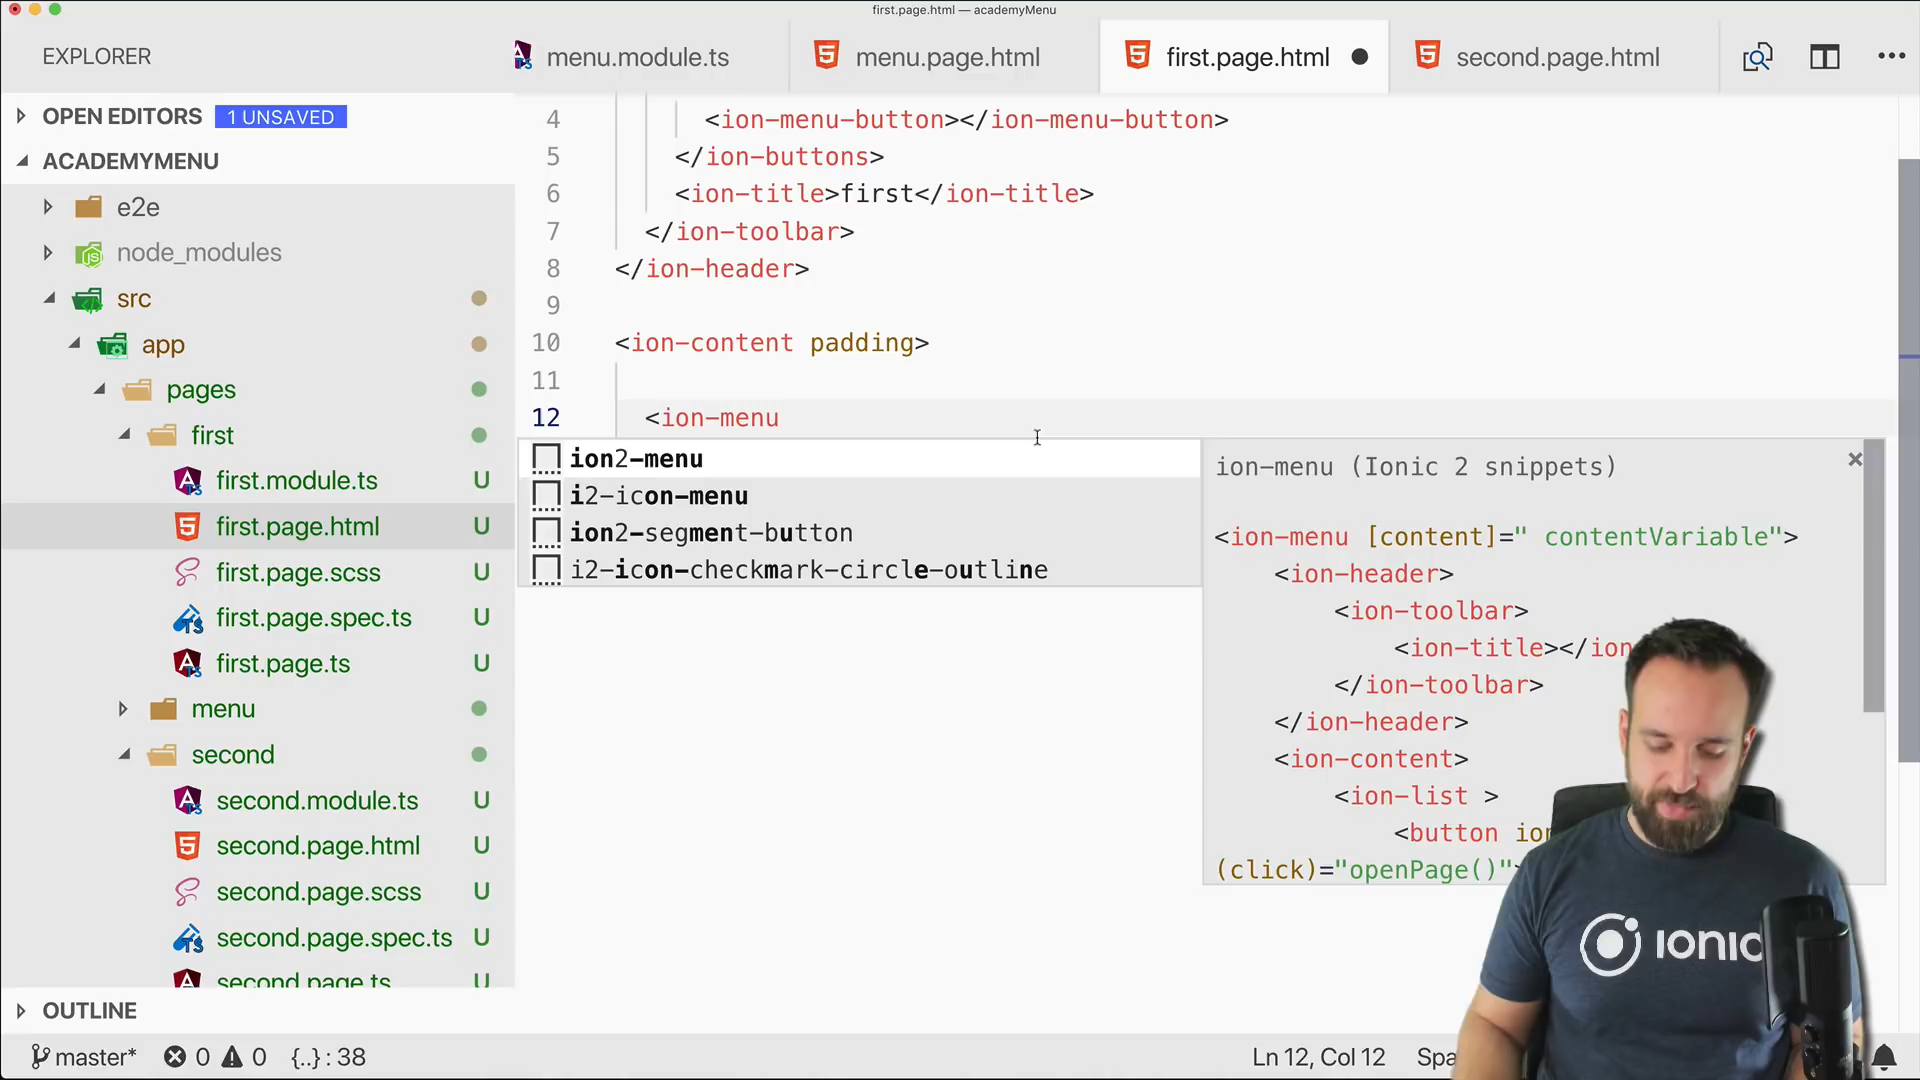 first.page.html — academyMenu
EXPLORER
menu.module.ts
menu.page.html
first.page.html
second.page.html
OPEN EDITORS 1 UNSAVED
ACADEMYMENU
e2e
node_modules
src
app
pages
first
first.module.ts U
first.page.html U
first.page.scss U
first.page.spec.ts U
first.page.ts U
menu
second
second.module.ts U
second.page.html U
second.page.scss U
second.page.spec.ts U
second.page.ts U
OUTLINE
4 <ion-menu-button></ion-menu-button>
5 </ion-buttons>
6 <ion-title>first</ion-title>
7 </ion-toolbar>
8 </ion-header>
9
10 <ion-content padding>
11
12 <ion-menu
ion2-menu
i2-icon-menu
ion2-segment-button
i2-icon-checkmark-circle-outline
ion-menu (Ionic 2 snippets)
<ion-menu [content]=" contentVariable">
<ion-header>
<ion-toolbar>
<ion-title></ion
</ion-toolbar>
</ion-header>
<ion-content>
<ion-list >
<button ion
(click)="openPage()"
IONIC
master* 0 0 {..} : 38
Ln 12, Col 12 Spa